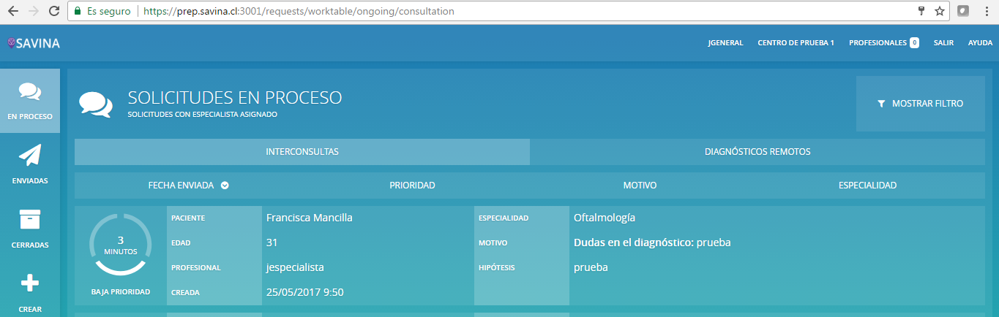 Es seguro https://prep.savina.cl:3001/requests/worktable/ongoing/consultation
SAVINA
JGENERAL CENTRO DE PRUEBA 1 PROFESIONALES 0 SALIR AYUDA
EN PROCESO
ENVIADAS
CERRADAS
CREAR
SOLICITUDES EN PROCESO
SOLICITUDES CON ESPECIALISTA ASIGNADO
MOSTRAR FILTRO
INTERCONSULTAS DIAGNÓSTICOS REMOTOS
FECHA ENVIADA PRIORIDAD MOTIVO ESPECIALIDAD
3
MINUTOS
BAJA PRIORIDAD
PACIENTE Francisca Mancilla
EDAD 31
PROFESIONAL jespecialista
CREADA 25/05/2017 9:50
ESPECIALIDAD Oftalmología
MOTIVO Dudas en el diagnóstico: prueba
HIPÓTESIS prueba